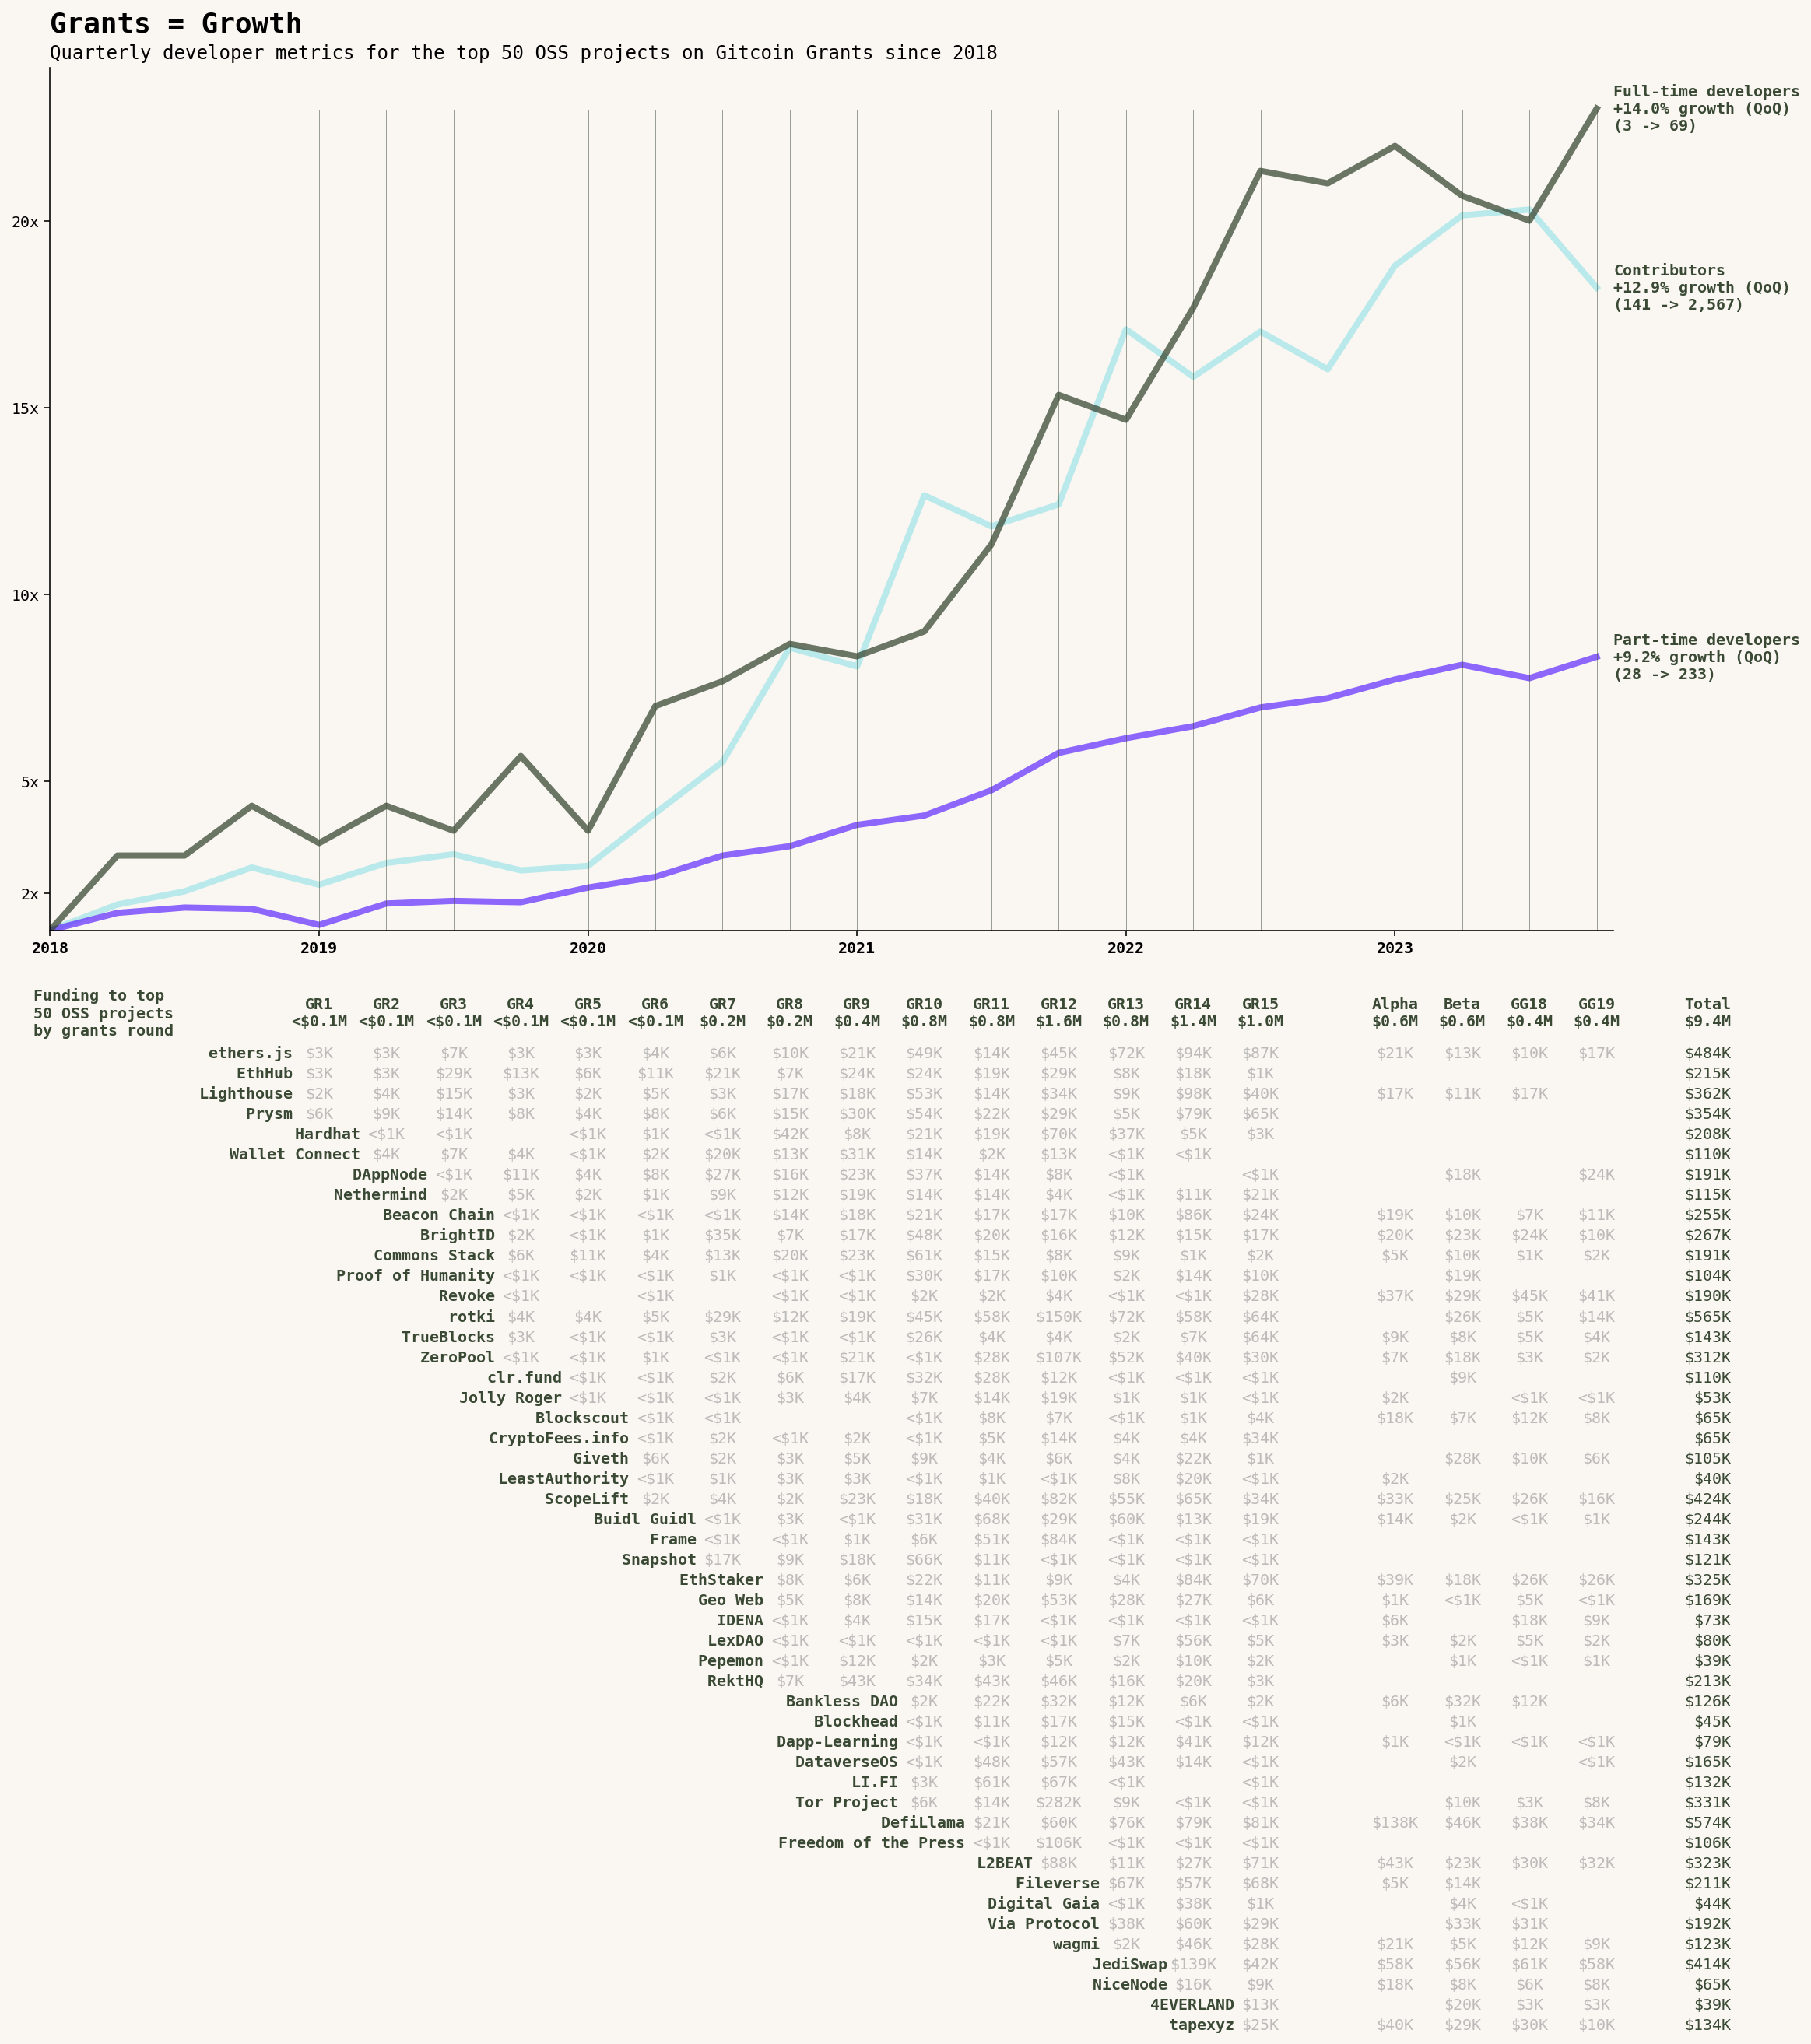 Grants = Growth
Quarterly developer metrics for the top 50 OSS projects on Gitcoin Grants since 2018
Full-time developers
+14.0% growth (QoQ)
(3 -> 69)
20x
Contributors
+12.9% growth (QoQ)
(141 -> 2,567)
15x
10x
Part-time developers
+9.2% growth (QoQ)
(28 -> 233)
5x
2x
2018 2019 2020 2021 2022 2023
Funding to top
50 OSS projects
by grants round
GR1 GR2 GR3 GR4 GR5 GR6 GR7 GR8 GR9 GR10 GR11 GR12 GR13 GR14 GR15 Alpha Beta GG18 GG19 Total
<$0.1M <$0.1M <$0.1M <$0.1M <$0.1M <$0.1M $0.2M $0.2M $0.4M $0.8M $0.8M $1.6M $0.8M $1.4M $1.0M $0.6M $0.6M $0.4M $0.4M $9.4M
ethers.js $3K $3K $7K $3K $3K $4K $6K $10K $21K $49K $14K $45K $72K $94K $87K $21K $13K $10K $17K $484K
EthHub $3K $3K $29K $13K $6K $11K $21K $7K $24K $24K $19K $29K $8K $18K $1K $215K
Lighthouse $2K $4K $15K $3K $2K $5K $3K $17K $18K $53K $14K $34K $9K $98K $40K $17K $11K $17K $362K
Prysm $6K $9K $14K $8K $4K $8K $6K $15K $30K $54K $22K $29K $5K $79K $65K $354K
Hardhat <$1K <$1K <$1K $1K <$1K $42K $8K $21K $19K $70K $37K $5K $3K $208K
Wallet Connect $4K $7K $4K <$1K $2K $20K $13K $31K $14K $2K $13K <$1K <$1K $110K
DAppNode <$1K $11K $4K $8K $27K $16K $23K $37K $14K $8K <$1K <$1K $18K $24K $191K
Nethermind $2K $5K $2K $1K $9K $12K $19K $14K $14K $4K <$1K $11K $21K $115K
Beacon Chain <$1K <$1K <$1K <$1K $14K $18K $21K $17K $17K $10K $86K $24K $19K $10K $7K $11K $255K
BrightID $2K <$1K $1K $35K $7K $17K $48K $20K $16K $12K $15K $17K $20K $23K $24K $10K $267K
Commons Stack $6K $11K $4K $13K $20K $23K $61K $15K $8K $9K $1K $2K $5K $10K $1K $2K $191K
Proof of Humanity <$1K <$1K <$1K $1K <$1K <$1K $30K $17K $10K $2K $14K $10K $19K $104K
Revoke <$1K <$1K <$1K <$1K $2K $2K $4K <$1K <$1K $28K $37K $29K $45K $41K $190K
rotki $4K $4K $5K $29K $12K $19K $45K $58K $150K $72K $58K $64K $26K $5K $14K $565K
TrueBlocks $3K <$1K <$1K $3K <$1K <$1K $26K $4K $4K $2K $7K $64K $9K $8K $5K $4K $143K
ZeroPool <$1K <$1K $1K <$1K <$1K $21K <$1K $28K $107K $52K $40K $30K $7K $18K $3K $2K $312K
clr.fund <$1K <$1K $2K $6K $17K $32K $28K $12K <$1K <$1K <$1K $9K $110K
Jolly Roger <$1K <$1K <$1K $3K $4K $7K $14K $19K $1K $1K <$1K $2K <$1K <$1K $53K
Blockscout <$1K <$1K <$1K $8K $7K <$1K $1K $4K $18K $7K $12K $8K $65K
CryptoFees.info <$1K $2K <$1K $2K <$1K $5K $14K $4K $4K $34K $65K
Giveth $6K $2K $3K $5K $9K $4K $6K $4K $22K $1K $28K $10K $6K $105K
LeastAuthority <$1K $1K $3K $3K <$1K $1K <$1K $8K $20K <$1K $2K $40K
ScopeLift $2K $4K $2K $23K $18K $40K $82K $55K $65K $34K $33K $25K $26K $16K $424K
Buidl Guidl <$1K $3K <$1K $31K $68K $29K $60K $13K $19K $14K $2K <$1K $1K $244K
Frame <$1K <$1K $1K $6K $51K $84K <$1K <$1K <$1K $143K
Snapshot $17K $9K $18K $66K $11K <$1K <$1K <$1K <$1K $121K
EthStaker $8K $6K $22K $11K $9K $4K $84K $70K $39K $18K $26K $26K $325K
Geo Web $5K $8K $14K $20K $53K $28K $27K $6K $1K <$1K $5K <$1K $169K
IDENA <$1K $4K $15K $17K <$1K <$1K <$1K <$1K $6K $18K $9K $73K
LexDAO <$1K <$1K <$1K <$1K <$1K $7K $56K $5K $3K $2K $5K $2K $80K
Pepemon <$1K $12K $2K $3K $5K $2K $10K $2K $1K <$1K $1K $39K
RektHQ $7K $43K $34K $43K $46K $16K $20K $3K $213K
Bankless DAO $2K $22K $32K $12K $6K $2K $6K $32K $12K $126K
Blockhead <$1K $11K $17K $15K <$1K <$1K $1K $45K
Dapp-Learning <$1K <$1K $12K $12K $41K $12K $1K <$1K <$1K <$1K $79K
DataverseOS <$1K $48K $57K $43K $14K <$1K $2K <$1K $165K
LI.FI $3K $61K $67K <$1K <$1K $132K
Tor Project $6K $14K $282K $9K <$1K <$1K $10K $3K $8K $331K
DefiLlama $21K $60K $76K $79K $81K $138K $46K $38K $34K $574K
Freedom of the Press <$1K $106K <$1K <$1K <$1K $106K
L2BEAT $88K $11K $27K $71K $43K $23K $30K $32K $323K
Fileverse $67K $57K $68K $5K $14K $211K
Digital Gaia <$1K $38K $1K $4K <$1K $44K
Via Protocol $38K $60K $29K $33K $31K $192K
wagmi $2K $46K $28K $21K $5K $12K $9K $123K
JediSwap $139K $42K $58K $56K $61K $58K $414K
NiceNode $16K $9K $18K $8K $6K $8K $65K
4EVERLAND $13K $20K $3K $3K $39K
tapexyz $25K $40K $29K $30K $10K $134K